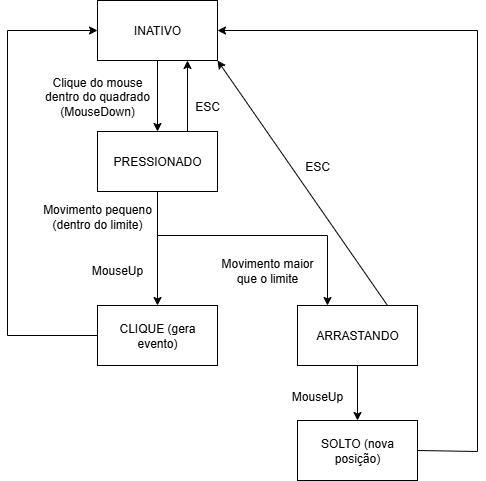 INATIVO
Clique do mouse
dentro do quadrado
(MouseDown)
ESC
PRESSIONADO
ESC
Movimento pequeno
(dentro do limite)
MouseUp
Movimento maior
que o limite
CLIQUE (gera
evento)
ARRASTANDO
MouseUp
SOLTO (nova
posição)